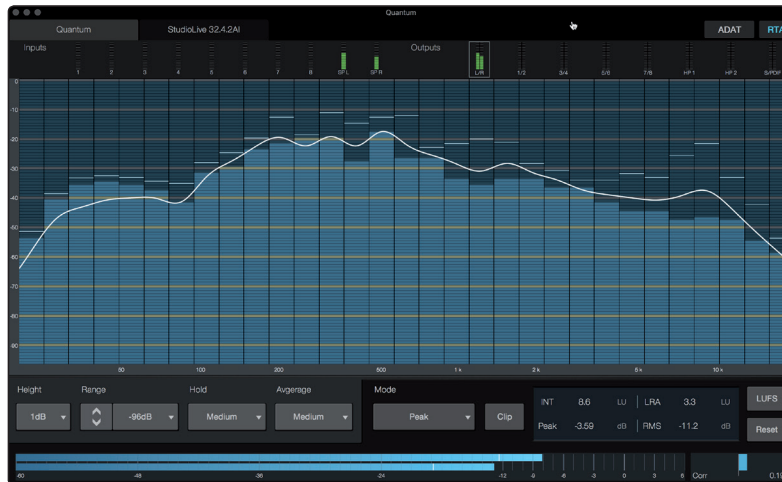 Quantum
Quantum StudioLive 32.4.2AI ADAT RTA
Inputs Outputs
1 2 3 4 5 6 7 8 SP L SP R L/R 1/2 3/4 5/6 7/8 HP 1 HP 2 S/PDIF
0
-10
-20
-30
-40
-50
-60
-70
-80
-90
50 100 200 500 1 k 2 k 5 k 10 k
Height Range Hold Avgerage Mode
1dB -96dB Medium Medium Peak Clip
INT 8.6 LU LRA 3.3 LU LUFS
Peak -3.59 dB RMS -11.2 dB Reset
-60 -48 -36 -24 -12 -9 -6 -3 0 3 6 Corr 0.19